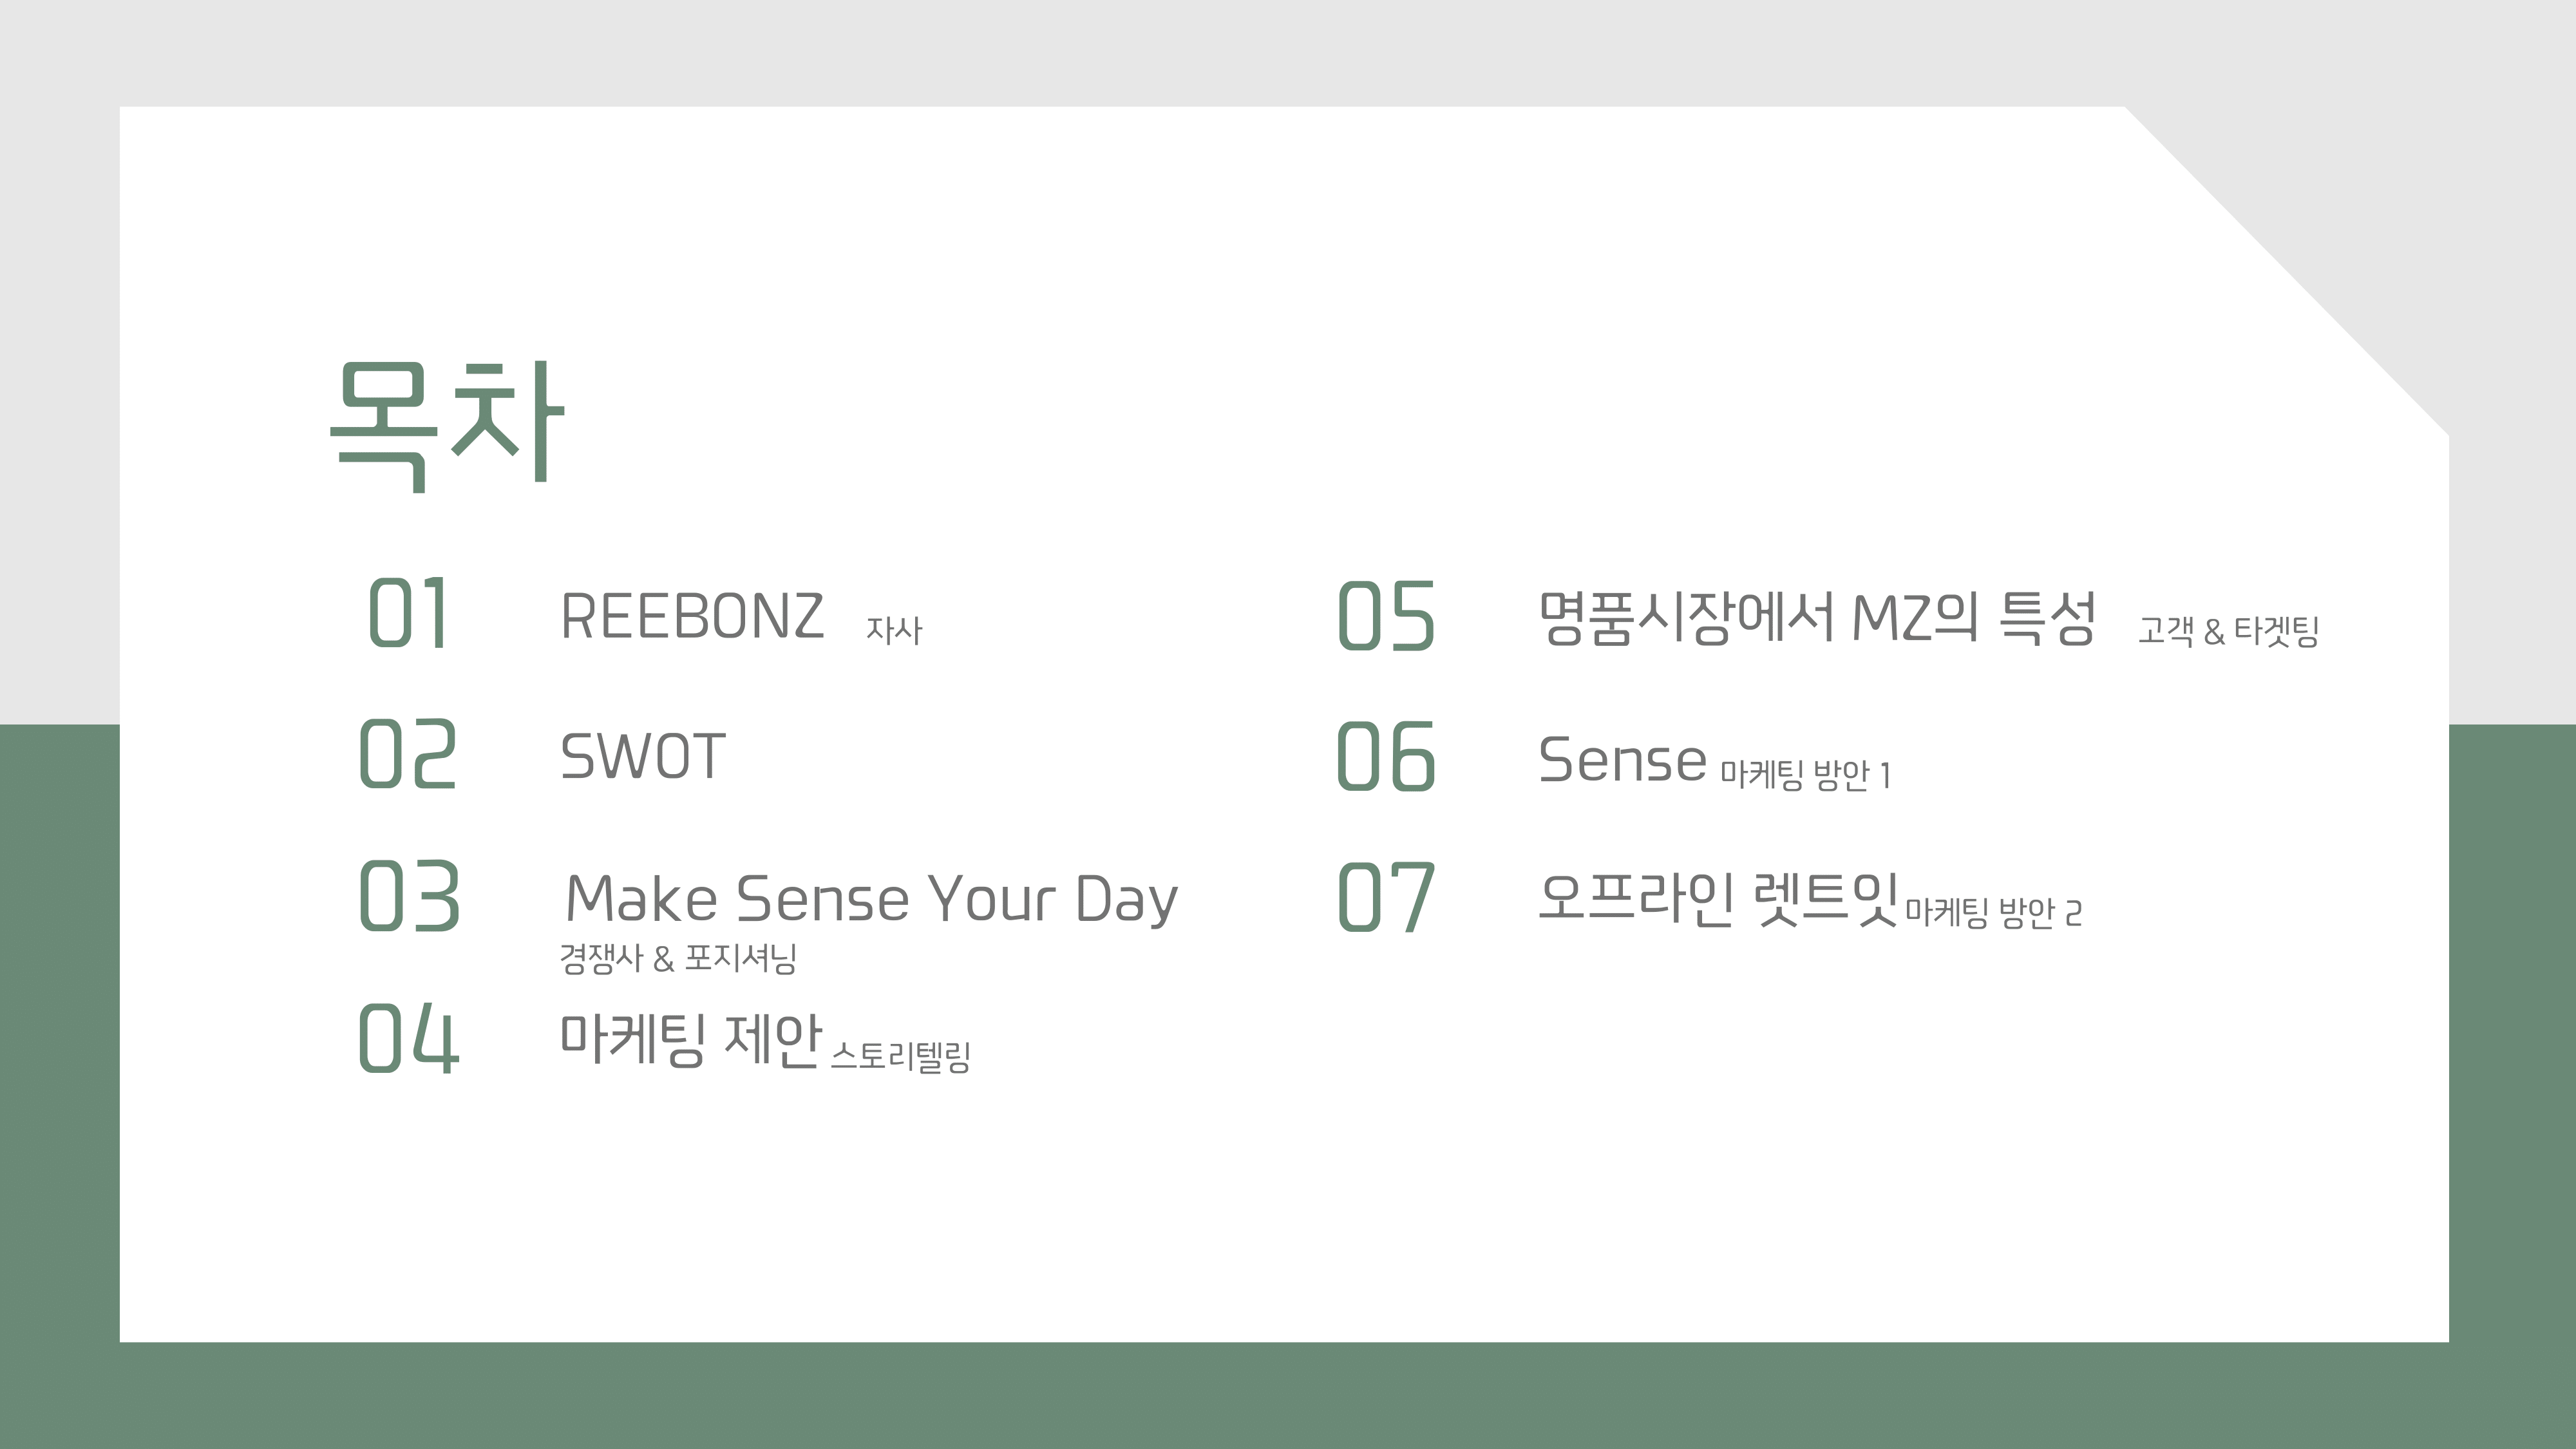 목차
01 REEBONZ 자사
02 SWOT
03 Make Sense Your Day
경쟁사 & 포지셔닝
04 마케팅 제안 스토리텔링
05 명품시장에서 MZ의 특성 고객 & 타겟팅
06 Sense 마케팅 방안 1
07 오프라인 렛트잇 마케팅 방안 2